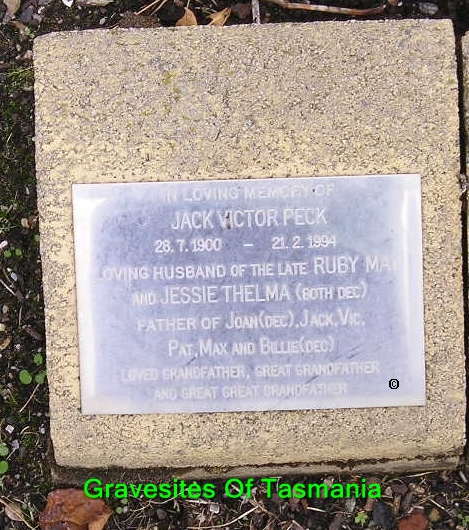 IN LOVING MEMORY OF
JACK VICTOR PECK
28.7.1900 – 21.2.1994
LOVING HUSBAND OF THE LATE RUBY MAY
AND JESSIE THELMA (BOTH DEC)
FATHER OF JOAN(DEC), JACK, VIC,
PAT, MAX AND BILLIE(DEC)
LOVED GRANDFATHER, GREAT GRANDFATHER
AND GREAT GREAT GRANDFATHER
©
Gravesites Of Tasmania